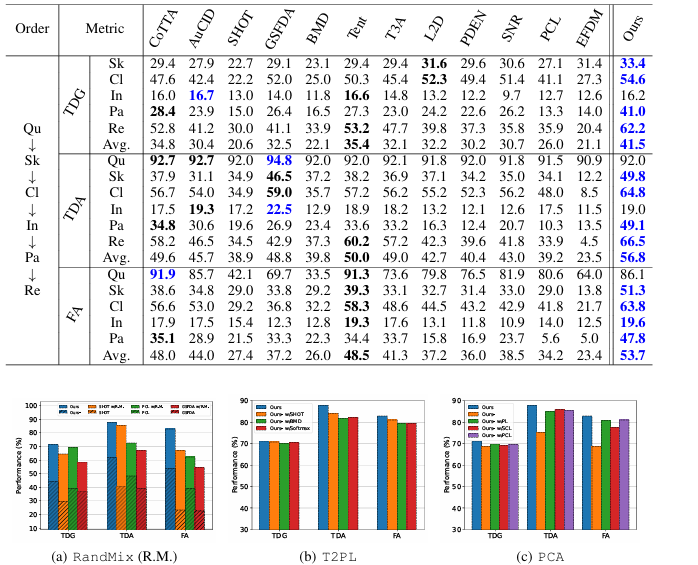 Order Metric CoTTA AuCID SHOT GSFDA BMD Tent T3A L2D PDEN SNR PCL EFDM Ours
TDG
Sk 29.4 27.9 22.7 29.1 23.1 29.4 29.4 31.6 29.6 30.6 27.1 31.4 33.4
Cl 47.6 42.4 22.2 52.0 25.0 50.3 45.4 52.3 49.4 51.4 41.1 27.3 54.6
In 16.0 16.7 13.0 14.0 11.8 16.6 14.8 13.2 12.2 9.7 12.7 12.6 16.2
Pa 28.4 23.9 15.0 26.4 16.5 27.3 23.0 24.2 22.6 26.2 13.3 14.0 41.0
Re 52.8 41.2 30.0 41.1 33.9 53.2 47.7 39.8 37.3 35.8 35.9 20.4 62.2
Avg. 34.8 30.4 20.6 32.5 22.1 35.4 32.1 32.2 30.2 30.7 26.0 21.1 41.5
Qu
↓
Sk
↓
Cl
↓
In
↓
Pa
↓
Re
TDA
Qu 92.7 92.7 92.0 94.8 92.0 92.0 92.1 91.8 92.0 91.8 91.5 90.9 92.0
Sk 37.9 31.1 34.9 46.5 37.2 38.2 36.9 37.1 34.2 35.0 34.1 12.2 49.8
Cl 56.7 54.0 34.9 59.0 35.7 57.2 56.2 55.2 52.3 56.2 48.0 8.5 64.8
In 17.5 19.3 17.2 22.5 12.9 18.9 18.2 13.2 12.1 12.6 17.5 11.5 19.0
Pa 34.8 30.6 19.6 26.9 23.4 33.6 33.2 16.3 12.4 20.7 10.3 13.5 49.1
Re 58.2 46.5 34.5 42.9 37.3 60.2 57.2 42.3 39.6 41.8 33.9 4.5 66.5
Avg. 49.6 45.7 38.9 48.8 39.8 50.0 49.0 42.7 40.4 43.0 39.2 23.5 56.8
FA
Qu 91.9 85.7 42.1 69.7 33.5 91.3 73.6 79.8 76.5 81.9 80.6 64.0 86.1
Sk 38.6 34.8 29.0 33.8 29.2 39.3 33.1 32.7 31.4 33.0 29.0 13.8 51.3
Cl 56.6 53.0 29.2 36.8 32.2 58.3 48.6 44.5 43.2 42.9 41.8 21.7 63.8
In 17.9 17.5 15.4 12.3 12.8 19.3 17.6 13.1 11.8 10.9 14.0 12.5 19.6
Pa 35.1 28.9 21.5 33.3 22.3 34.4 33.7 15.8 16.9 23.7 5.6 5.0 47.8
Avg. 48.0 44.0 27.4 37.2 26.0 48.5 41.3 37.2 36.0 38.5 34.2 23.4 53.7
Performance (%)
100
90
80
70
60
50
40
30
20
10
Ours SHOT w/R.M. PCL w/R.M. GSFDA w/R.M.
Ours- SHOT PCL GSFDA
TDG TDA FA
(a) RandMix (R.M.)
Performance (%)
90
80
70
60
50
40
30
Ours
Ours- w/SHOT
Ours- w/BMD
Ours- w/Softmax
TDG TDA FA
(b) T2PL
Performance (%)
90
80
70
60
50
40
30
Ours
Ours-
Ours- w/PL
Ours- w/SCL
Ours- w/PCL
TDG TDA FA
(c) PCA